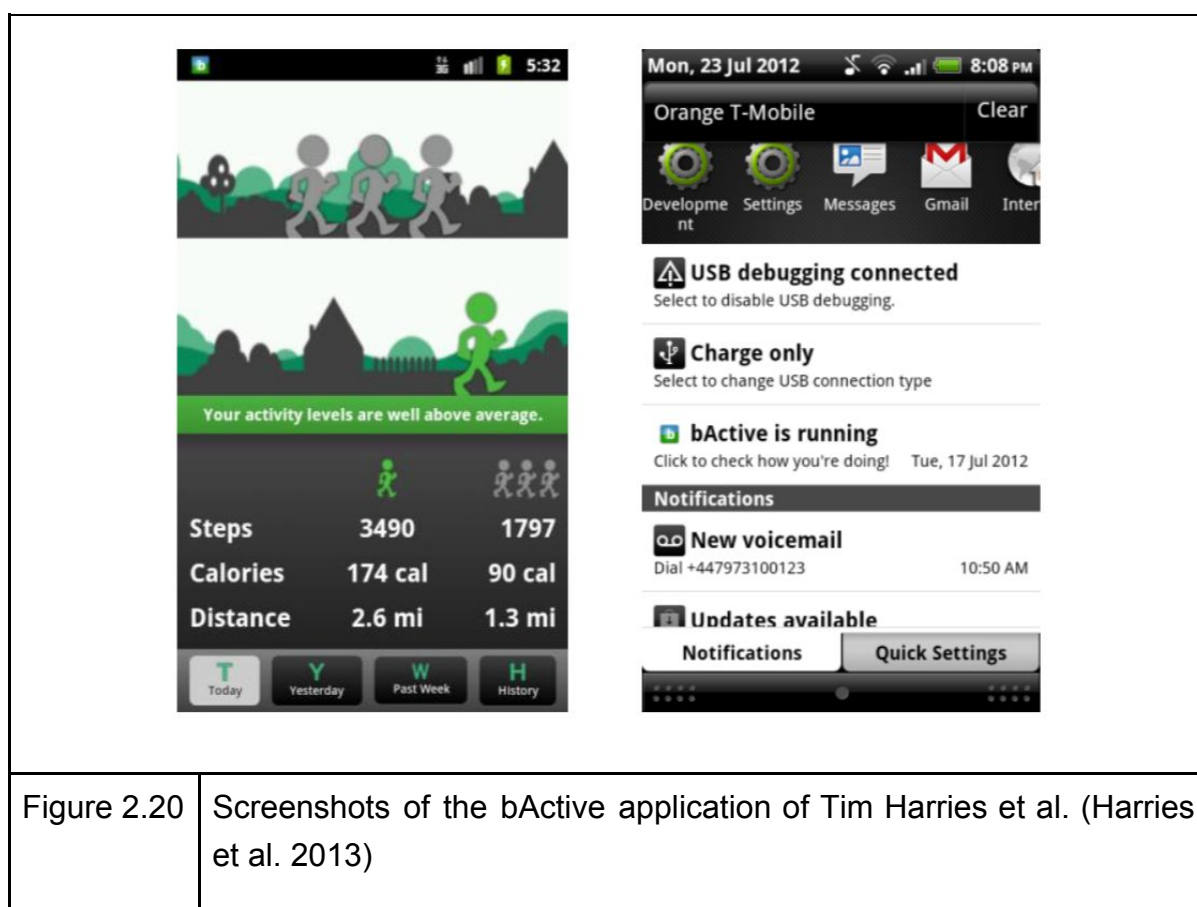 b 3G 5:32
Your activity levels are well above average.
Steps 3490 1797
Calories 174 cal 90 cal
Distance 2.6 mi 1.3 mi
T Y W H
Today Yesterday Past Week History
Mon, 23 Jul 2012 8:08 PM
Orange T-Mobile Clear
Developme Settings Messages Gmail Inter
nt
USB debugging connected
Select to disable USB debugging.
Charge only
Select to change USB connection type
b bActive is running
Click to check how you're doing! Tue, 17 Jul 2012
Notifications
New voicemail
Dial +447973100123 10:50 AM
Updates available
Notifications Quick Settings
Figure 2.20 Screenshots of the bActive application of Tim Harries et al. (Harries
et al. 2013)